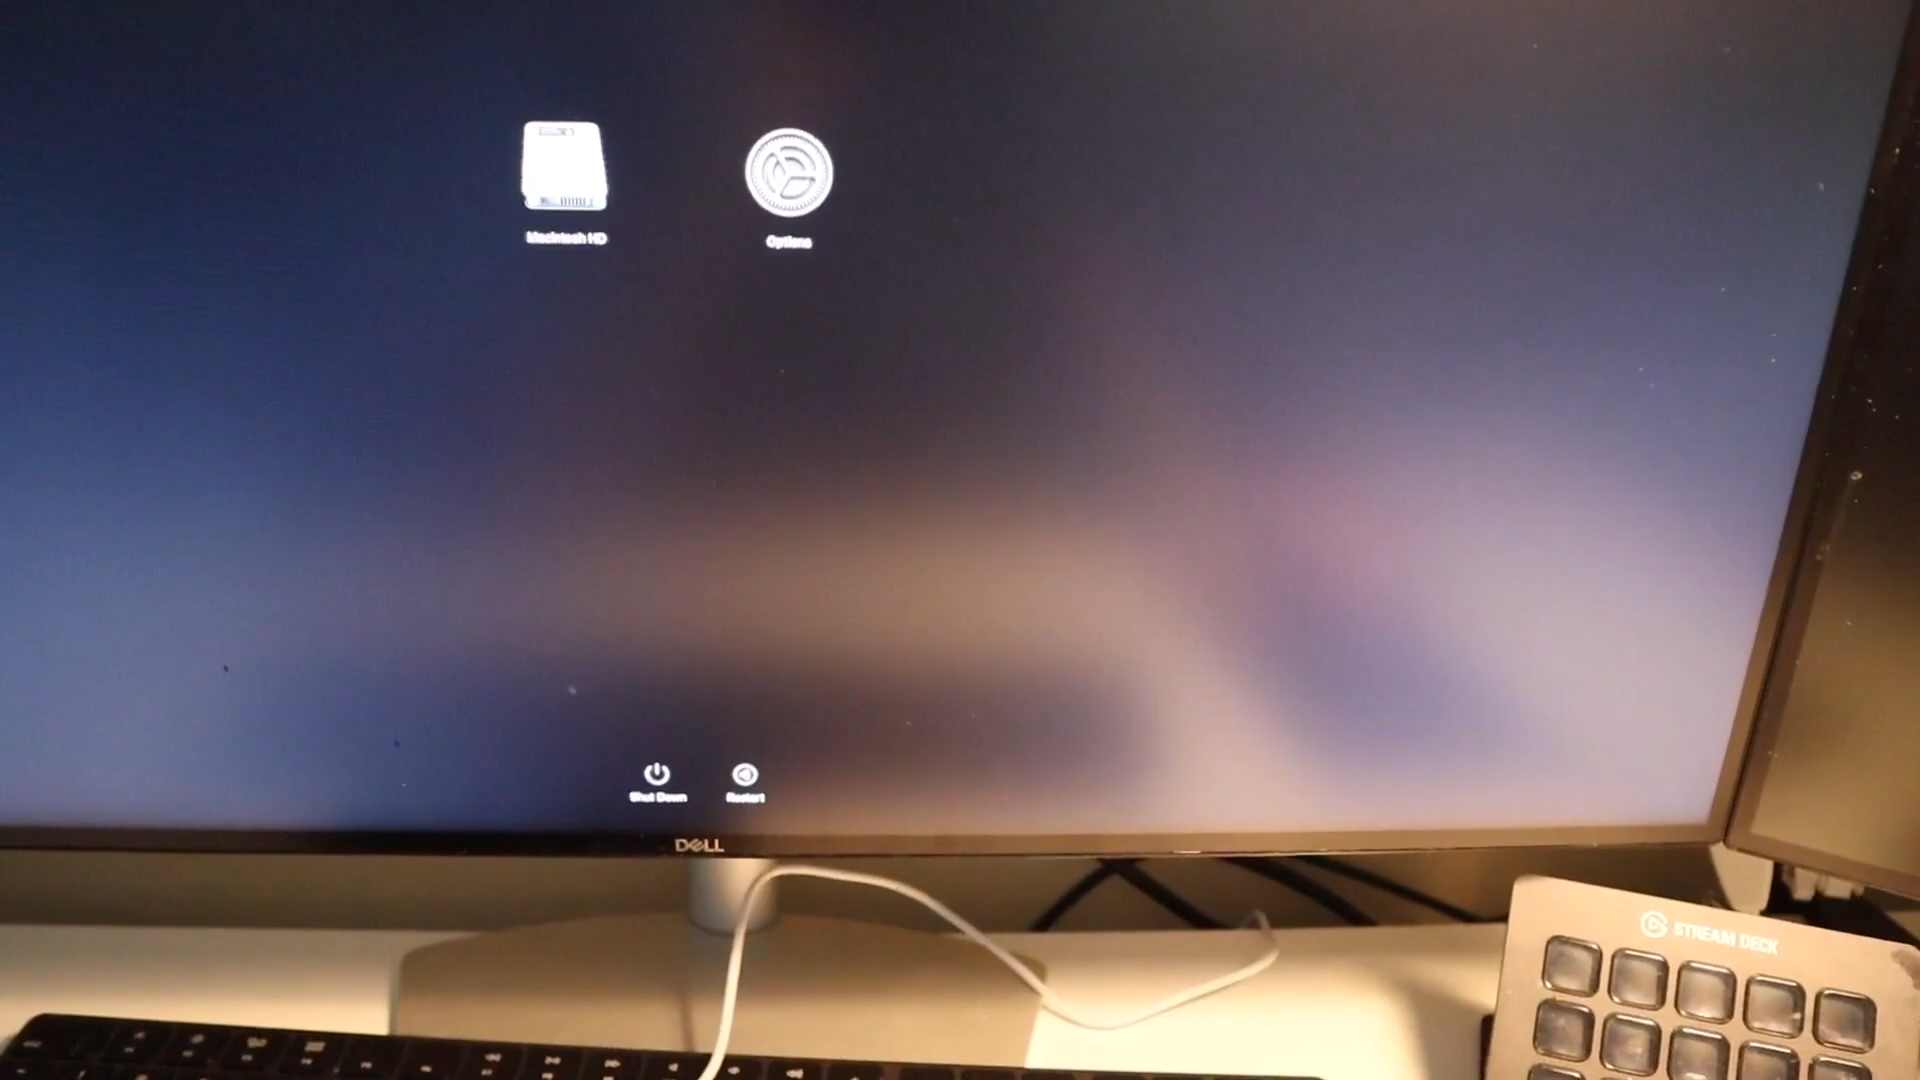 Macintosh HD
Options
Shut Down
Restart
DELL
STREAM DECK